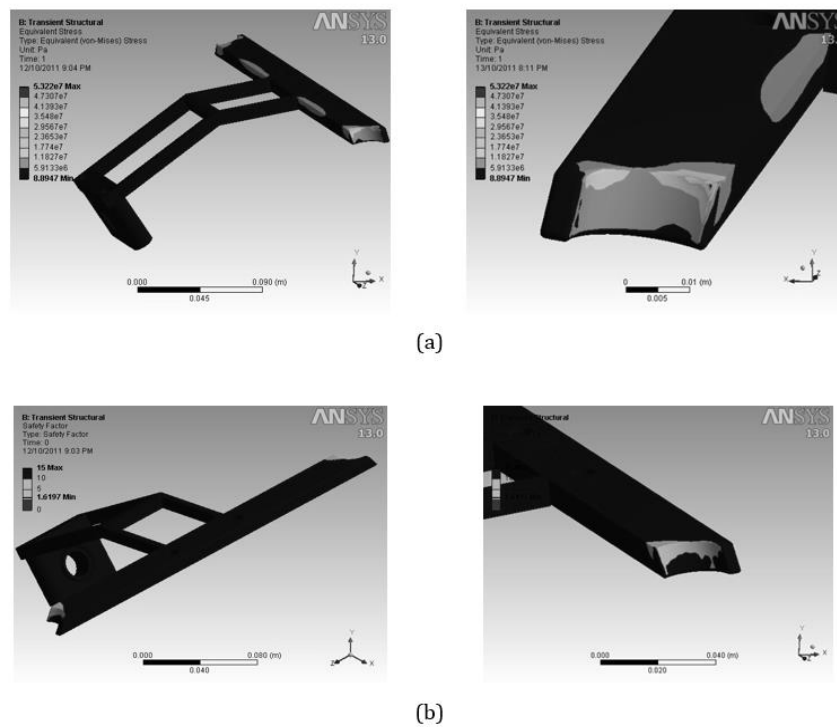 ANSYS
13.0
B: Transient Structural
Equivalent Stress
Type: Equivalent (von-Mises) Stress
Unit: Pa
Time: 1
12/10/2011 9:04 PM
5.322e7 Max
4.7307e7
4.1393e7
3.548e7
2.9567e7
2.3653e7
1.774e7
1.1827e7
5.9133e6
8.8947 Min
0.000
0.090 (m)
0.045
Y
X
Z
ANSYS
13.0
B: Transient Structural
Equivalent Stress
Type: Equivalent (von-Mises) Stress
Unit: Pa
Time: 1
13/10/2011 8:11 PM
5.322e7 Max
4.7307e7
4.1393e7
3.548e7
2.9567e7
2.3653e7
1.774e7
1.1827e7
5.9133e6
8.8947 Min
0
0.01 (m)
0.005
Y
X
Z
(a)
ANSYS
13.0
B: Transient Structural
Safety Factor
Type: Safety Factor
Time: 0
12/10/2011 9:03 PM
15 Max
10
5
1.6197 Min
0
0.000
0.080 (m)
0.040
Y
Z
X
ANSYS
13.0
0.000
0.040 (m)
0.020
Y
X
Z
(b)